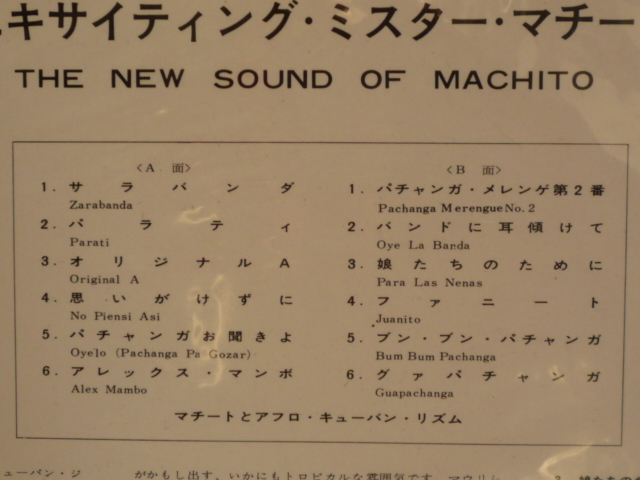 キサイティング・ミスター・マチー
THE NEW SOUND OF MACHITO
〈A 面〉
1. サラバンダ
Zarabanda
2. パラティ
Parati
3. オリジナルA
Original A
4. 思いがけずに
No Piensi Asi
5. パチャンガお聞きよ
Oyelo (Pachanga Pa Gozar)
6. アレックス・マンボ
Alex Mambo
〈B 面〉
1. パチャンガ・メレンゲ第2番
Pachanga Merengue No. 2
2. バンドに耳傾けて
Oye La Banda
3. 娘たちのために
Para Las Nenas
4. ファニート
Juanito
5. ブン・ブン・パチャンガ
Bum Bum Pachanga
6. グァパチャンガ
Guapachanga
マチートとアフロ・キューバン・リズム
ューバン・ジ
がかもし出す、いかにもトロピカルな雰囲気です。マウリム